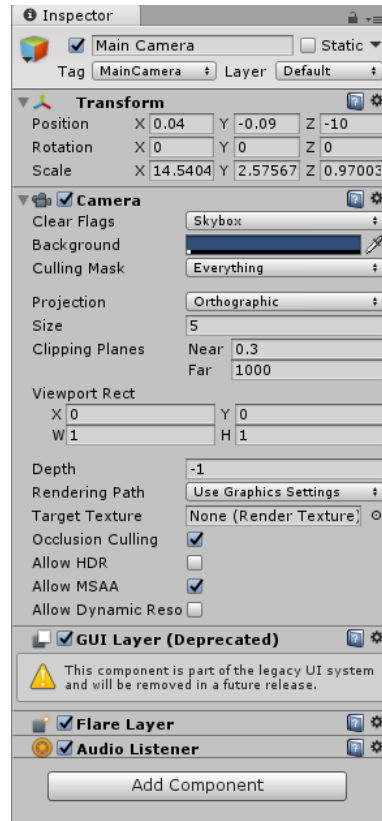 Inspector
Main Camera Static
Tag MainCamera Layer Default
Transform
Position X 0.04 Y -0.09 Z -10
Rotation X 0 Y 0 Z 0
Scale X 14.5404 Y 2.57567 Z 0.97003
Camera
Clear Flags Skybox
Background
Culling Mask Everything
Projection Orthographic
Size 5
Clipping Planes Near 0.3
Far 1000
Viewport Rect
X 0 Y 0
W 1 H 1
Depth -1
Rendering Path Use Graphics Settings
Target Texture None (Render Texture)
Occlusion Culling
Allow HDR
Allow MSAA
Allow Dynamic Reso
GUI Layer (Deprecated)
This component is part of the legacy UI system
and will be removed in a future release.
Flare Layer
Audio Listener
Add Component